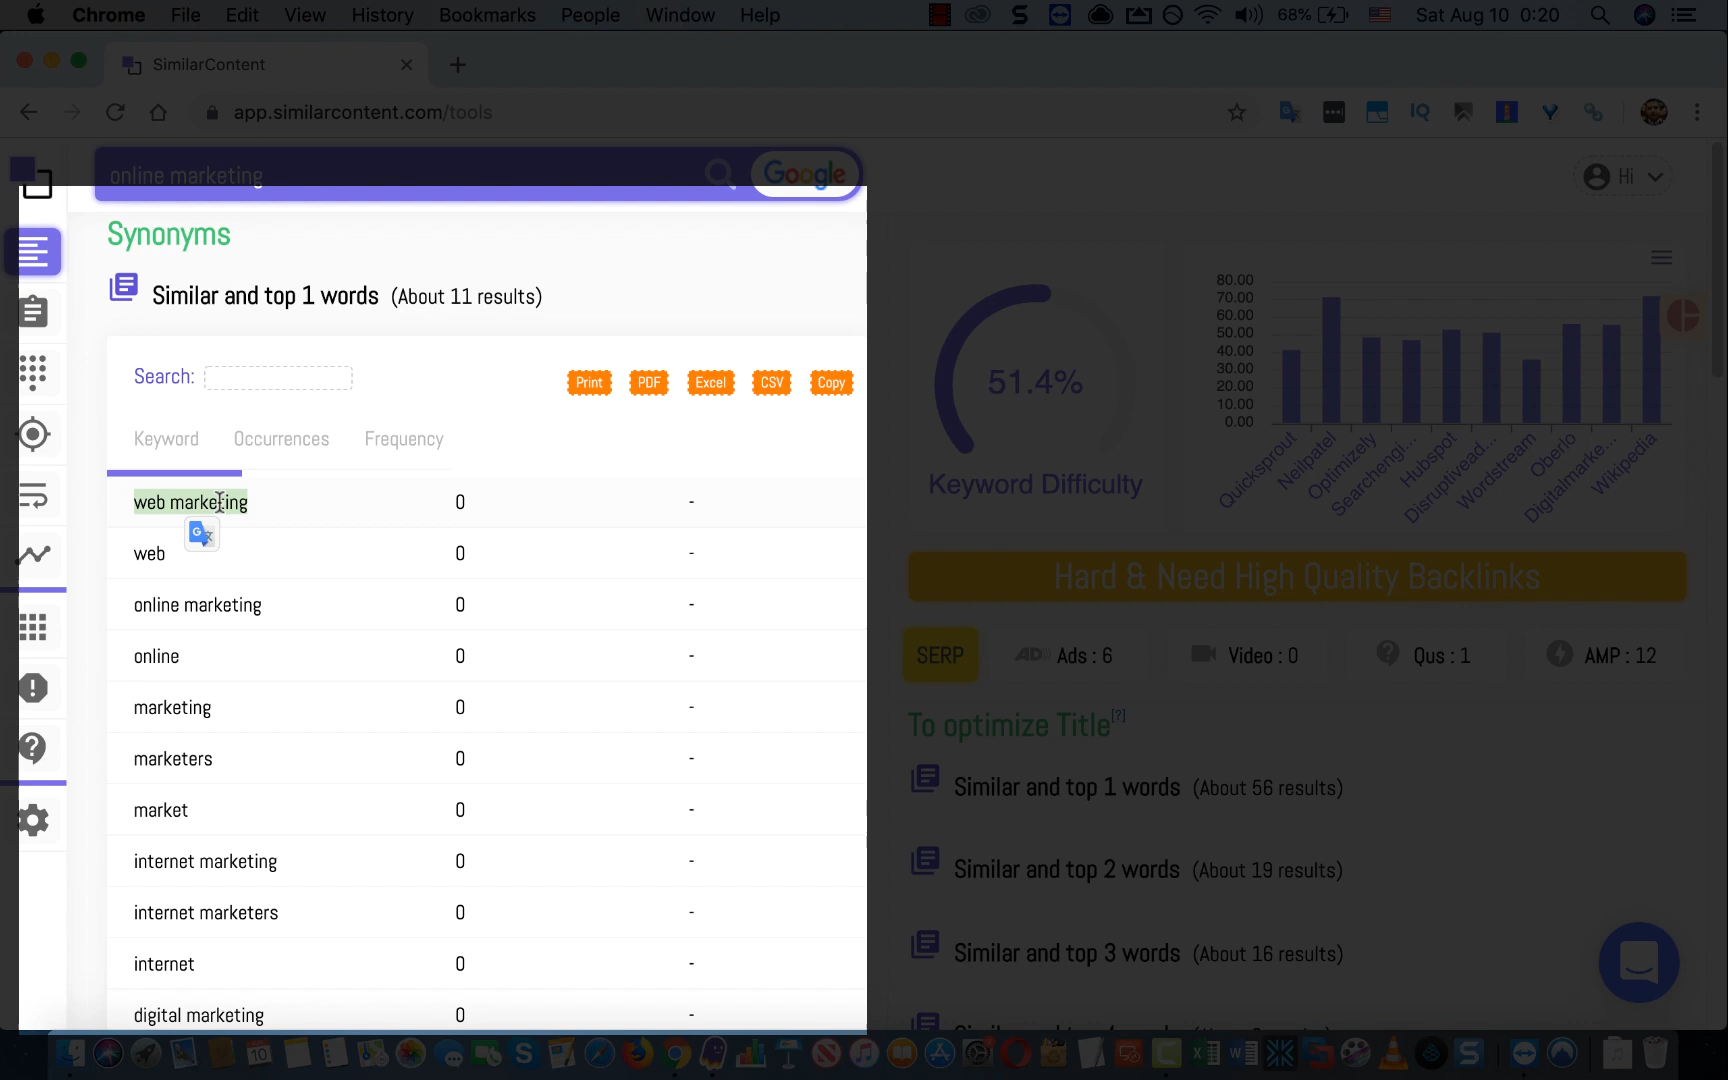 Chrome File Edit View History Bookmarks People Window Help 68% Sat Aug 10 0:20
SimilarContent
app.similarcontent.com/tools
online marketing Google
Hi
Synonyms
Similar and top 1 words (About 11 results)
Search:
Print PDF Excel CSV Copy
Keyword Occurrences Frequency
web marketing 0 -
web 0 -
online marketing 0 -
online 0 -
marketing 0 -
marketers 0 -
market 0 -
internet marketing 0 -
internet marketers 0 -
internet 0 -
digital marketing 0 -
51.4%
Keyword Difficulty
80.00
70.00
60.00
50.00
40.00
30.00
20.00
10.00
0.00
Quicksprout
Neilpatel
Optimizely
Searchengi...
Hubspot
Disruptivead...
Wordstream
Oberlo
Digitalmarke...
Wikipedia
Hard & Need High Quality Backlinks
SERP Ads : 6 Video : 0 Qus : 1 AMP : 12
To optimize Title[?]
Similar and top 1 words (About 56 results)
Similar and top 2 words (About 19 results)
Similar and top 3 words (About 16 results)